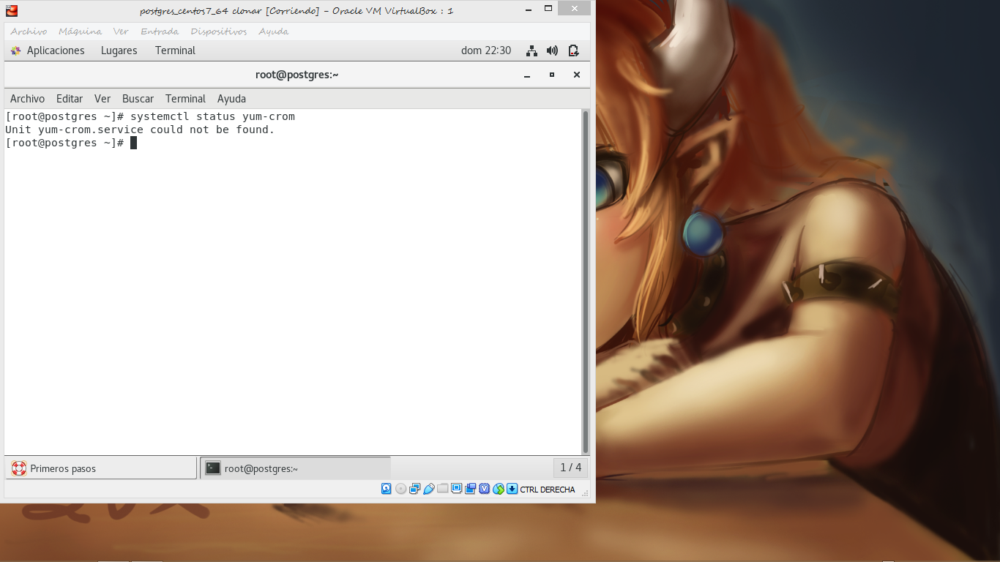 postgres_centos7_64 clonar [Corriendo] - Oracle VM VirtualBox : 1
Archivo Máquina Ver Entrada Dispositivos Ayuda
Aplicaciones Lugares Terminal dom 22:30
root@postgres:~
Archivo Editar Ver Buscar Terminal Ayuda
[root@postgres ~]# systemctl status yum-crom
Unit yum-crom.service could not be found.
[root@postgres ~]#
Primeros pasos root@postgres:~ 1 / 4
CTRL DERECHA